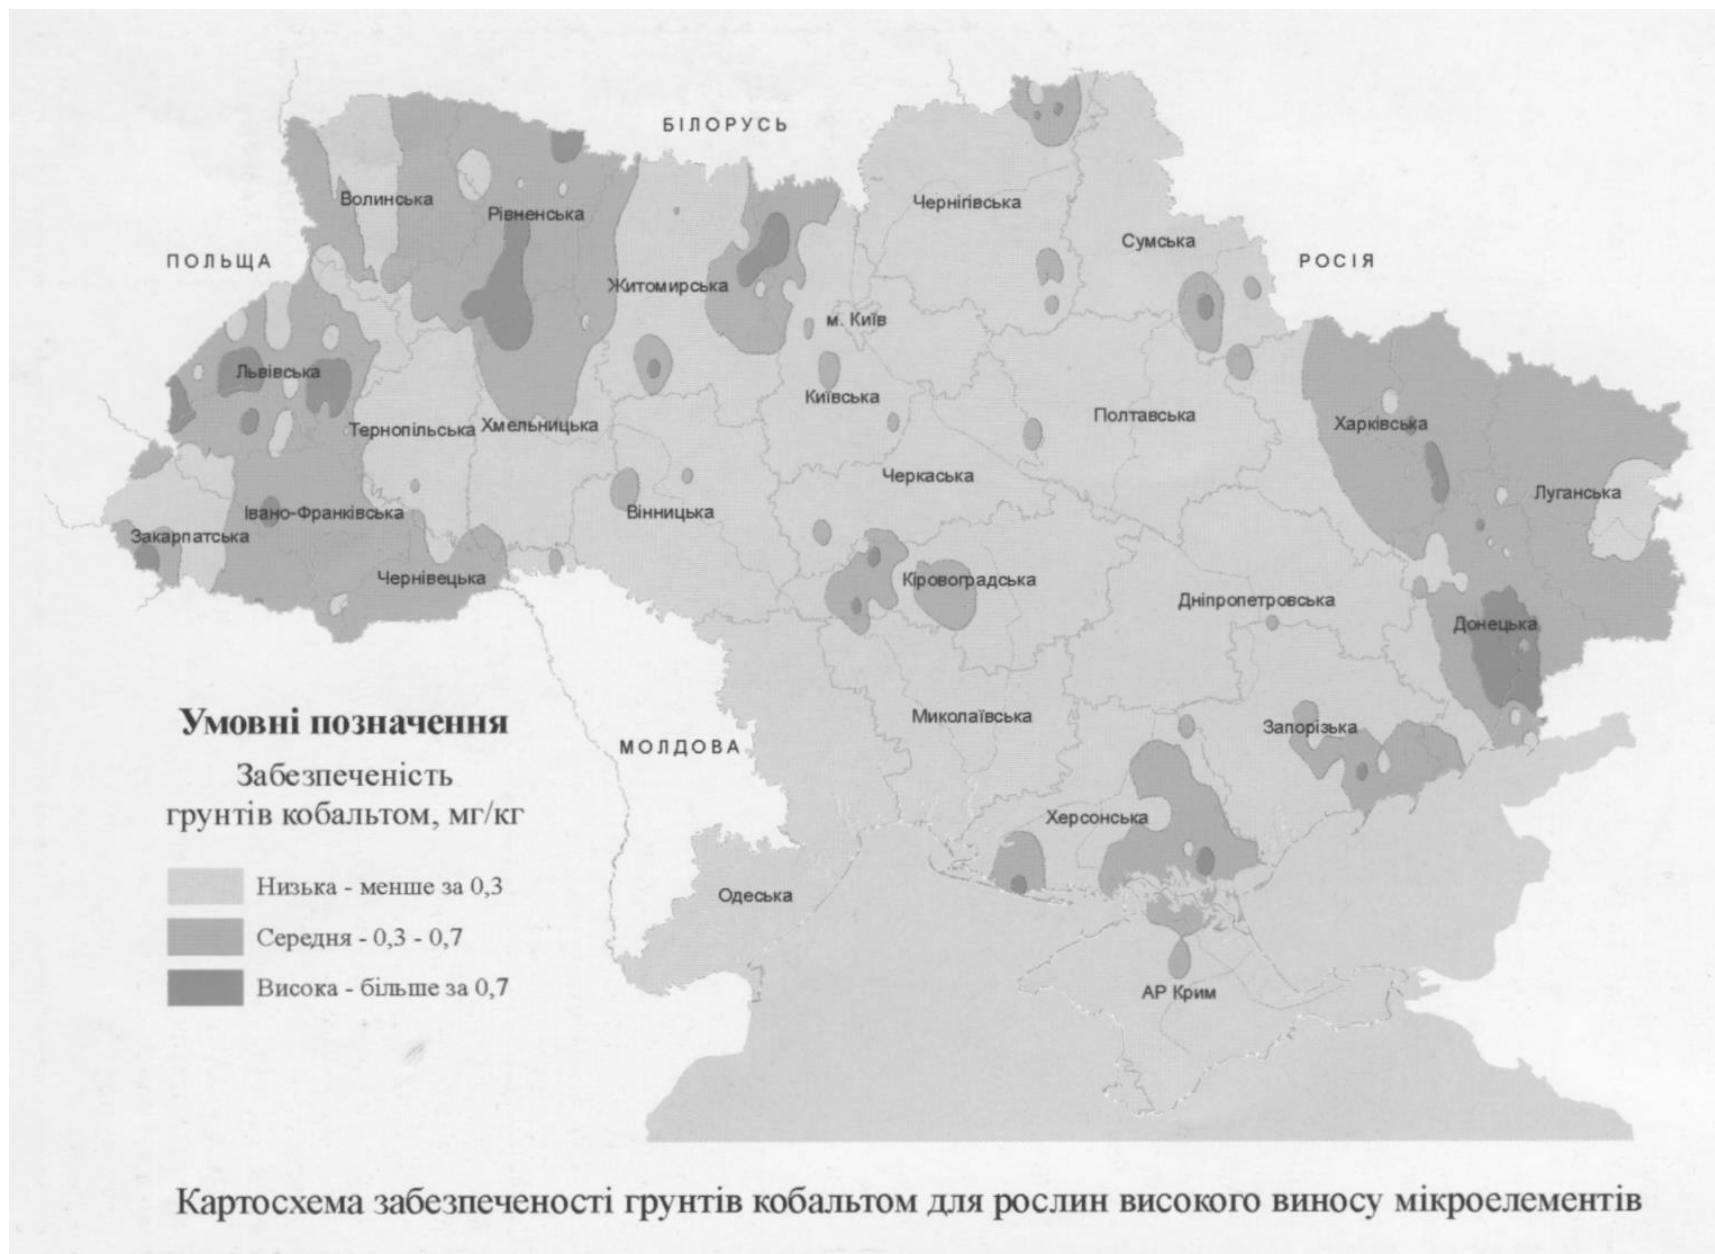 БІЛОРУСЬ
Волинська
Рівненська
Чернігівська
Сумська
ПОЛЬЩА
РОСІЯ
Житомирська
м. Київ
Львівська
Київська
Полтавська
Харківська
Тернопільська
Хмельницька
Черкаська
Луганська
Івано-Франківська
Вінницька
Закарпатська
Чернівецька
Кіровоградська
Дніпропетровська
Донецька
Умовні позначення
Забезпеченість
грунтів кобальтом, мг/кг
Низька - менше за 0,3
Середня - 0,3 - 0,7
Висока - більше за 0,7
МОЛДОВА
Миколаївська
Запорізька
Херсонська
Одеська
АР Крим
Картосхема забезпеченості грунтів кобальтом для рослин високого виносу мікроелементів